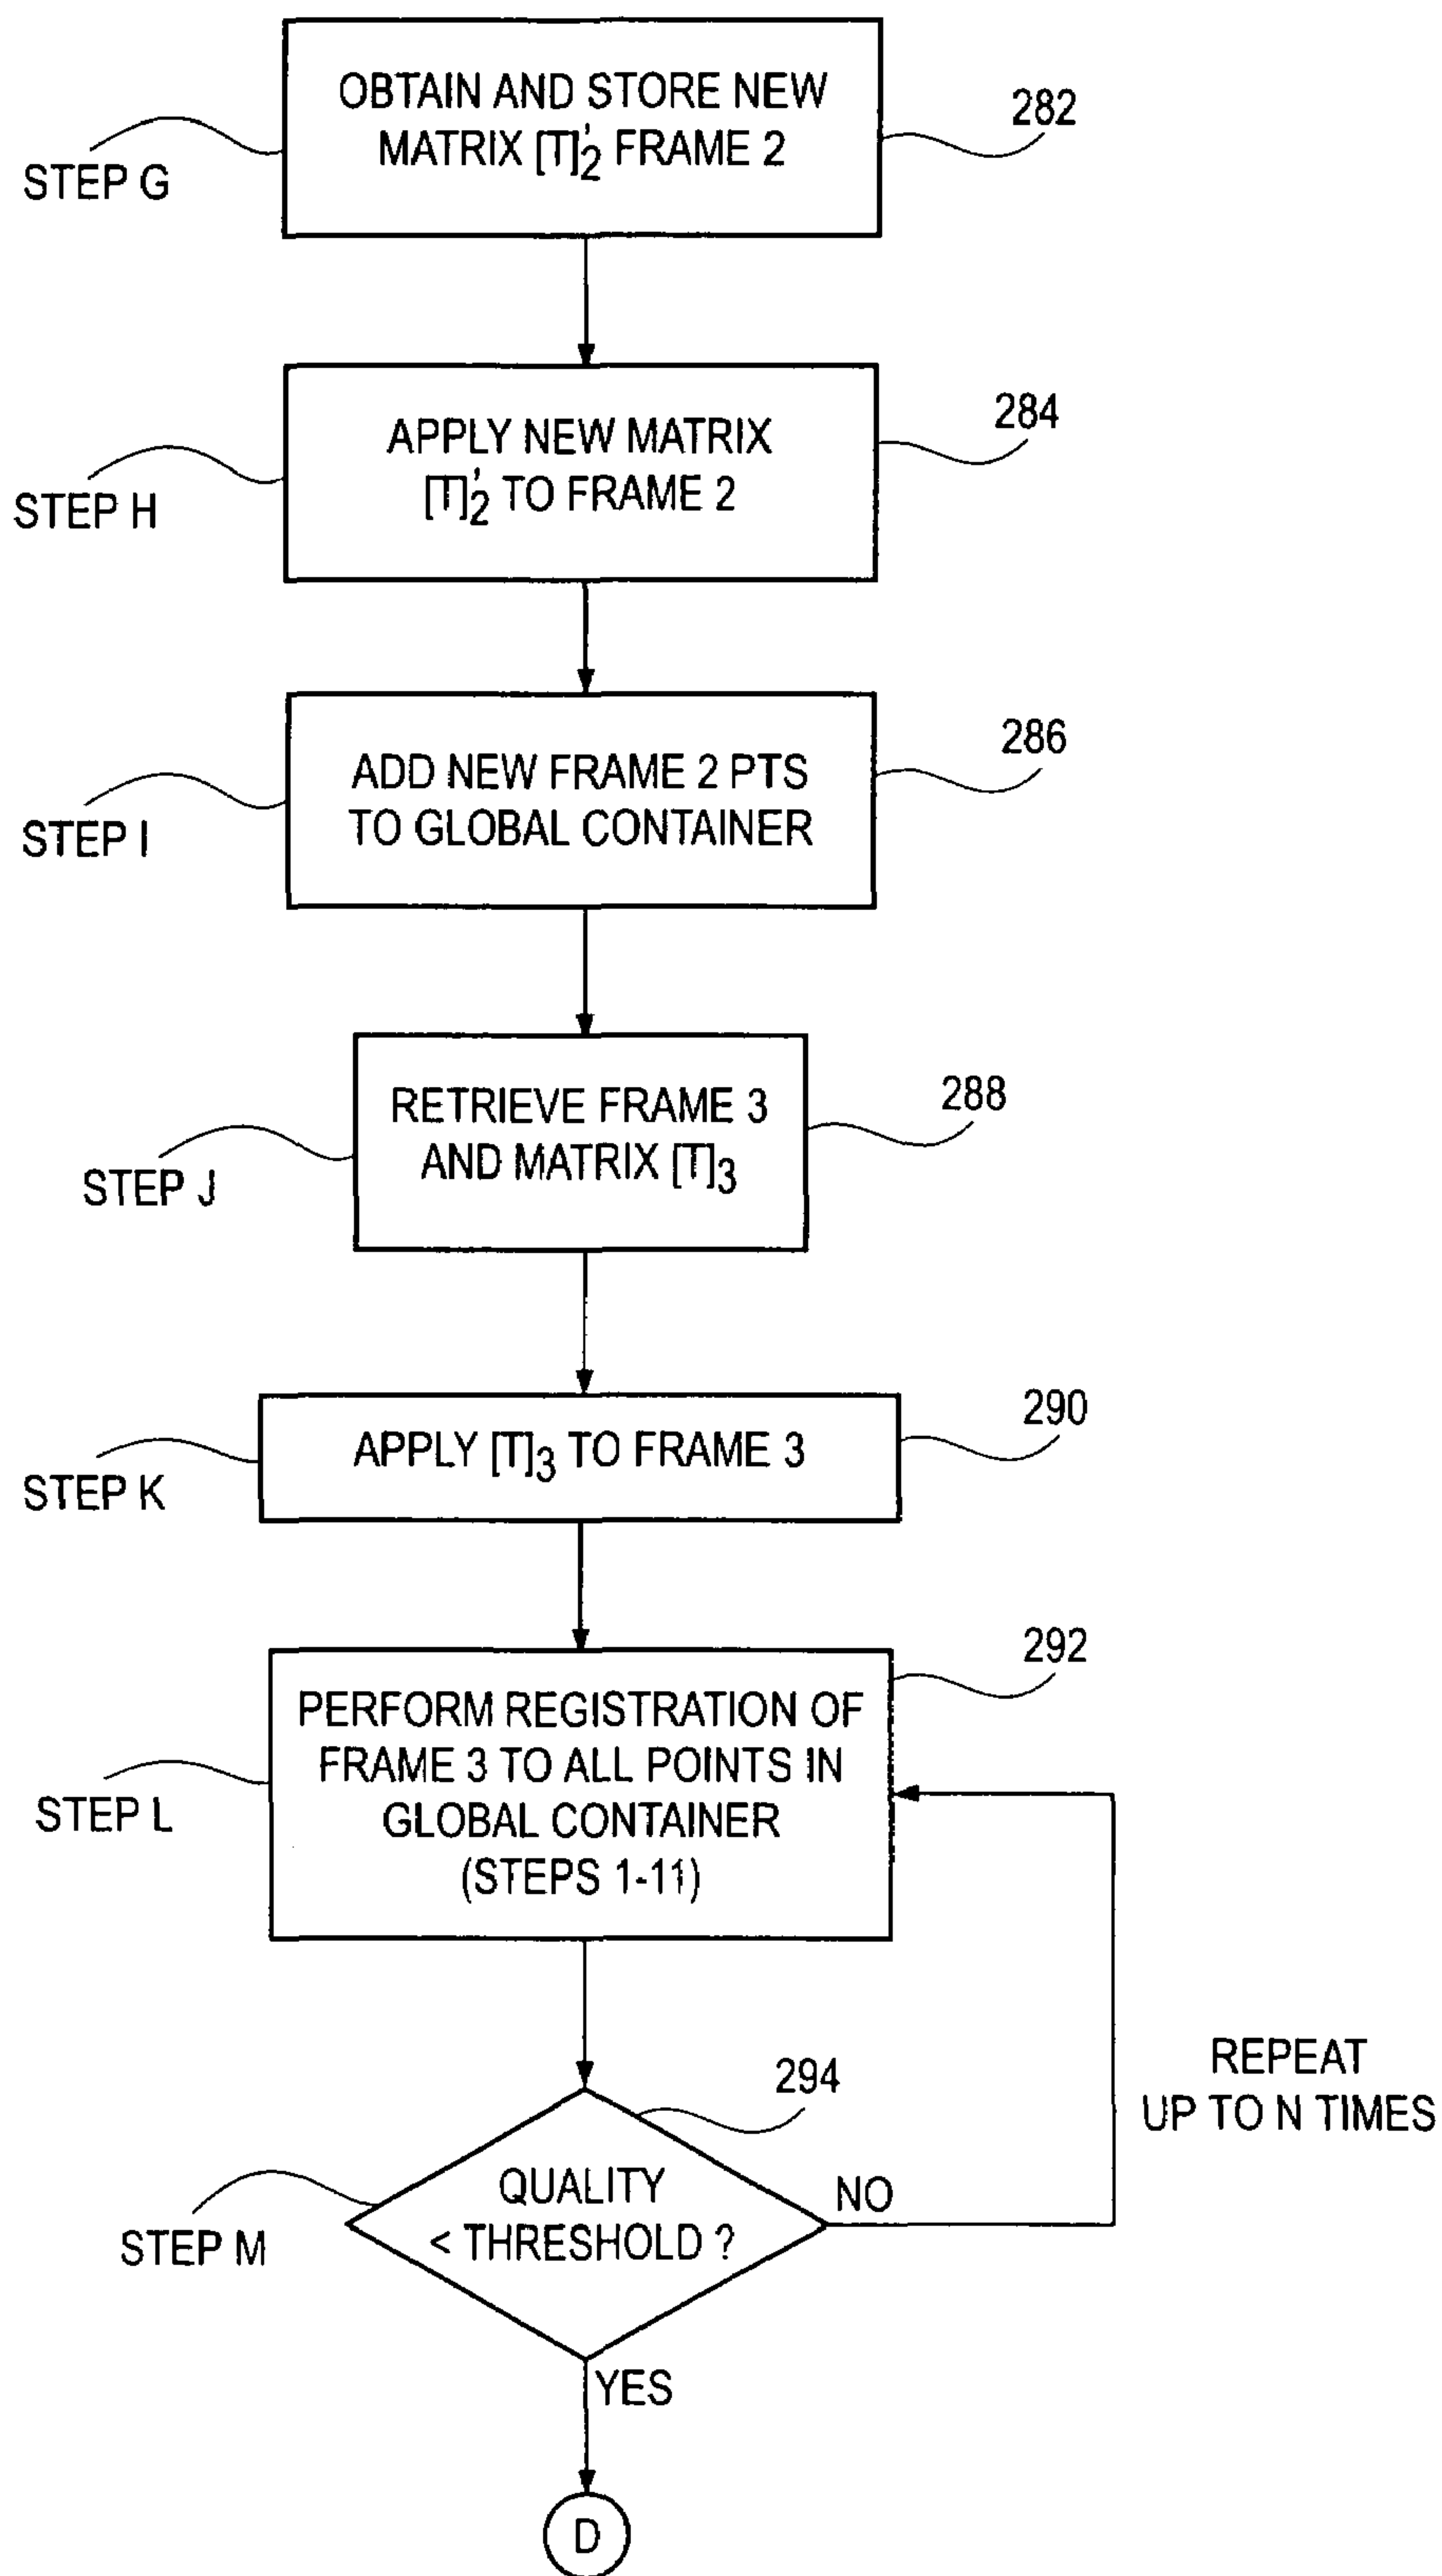 OBTAIN AND STORE NEW
MATRIX [T]'2 FRAME 2
282
STEP G
APPLY NEW MATRIX
[T]'2 TO FRAME 2
284
STEP H
ADD NEW FRAME 2 PTS
TO GLOBAL CONTAINER
286
STEP I
RETRIEVE FRAME 3
AND MATRIX [T]3
288
STEP J
APPLY [T]3 TO FRAME 3
290
STEP K
PERFORM REGISTRATION OF
FRAME 3 TO ALL POINTS IN
GLOBAL CONTAINER
(STEPS 1-11)
292
STEP L
QUALITY
< THRESHOLD ?
294
STEP M
NO
REPEAT
UP TO N TIMES
YES
D